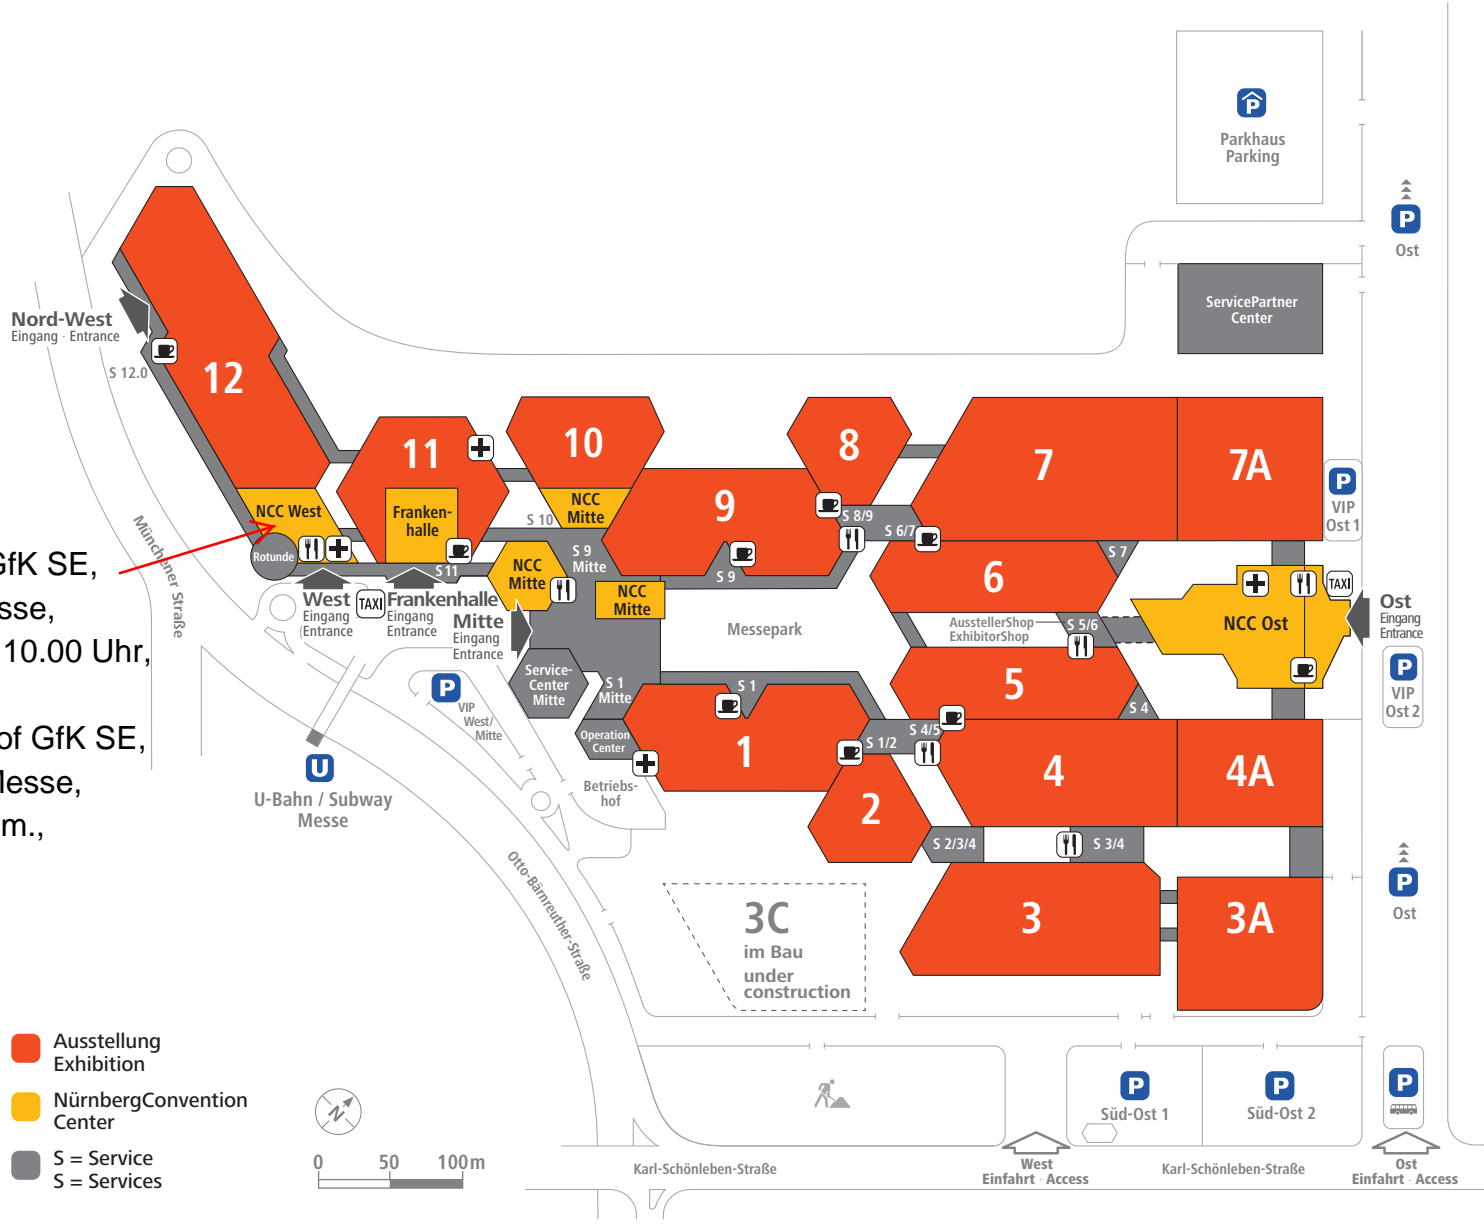 P
Parkhaus
Parking
P
Ost
ServicePartner
Center
Nord-West
Eingang · Entrance
S 12.0
12
11
10
8
7
7A
P
VIP
Ost 1
NCC West
Franken-
halle
NCC
Mitte
9
S 10
S 8/9
S 6/7
S 7
Rotunde
S 11
S 9
Mitte
NCC
Mitte
S 9
6
NCC
Mitte
TAXI
West
Eingang
Entrance
TAXI
Frankenhalle
Eingang
Entrance
Mitte
Eingang
Entrance
Messepark
AusstellerShop
ExhibitorShop
S 5/6
NCC Ost
Ost
Eingang
Entrance
Münchener Straße
GfK SE,
esse,
10.00 Uhr,
of GfK SE,
Messe,
m.,
Service-
Center
Mitte
S 1
Mitte
S 1
5
S 4
P
VIP
Ost 2
P
VIP
West/
Mitte
Operation
Center
1
S 1/2
S 4/5
4
4A
U
U-Bahn / Subway
Messe
Betriebs-
hof
2
S 2/3/4
S 3/4
Otto-Bärnreuther-Straße
3C
im Bau
under
construction
3
3A
P
Ost
Ausstellung
Exhibition
NürnbergConvention
Center
S = Service
S = Services
N
0 50 100 m
P
Süd-Ost 1
P
Süd-Ost 2
P
Karl-Schönleben-Straße
West
Einfahrt · Access
Karl-Schönleben-Straße
Ost
Einfahrt · Access